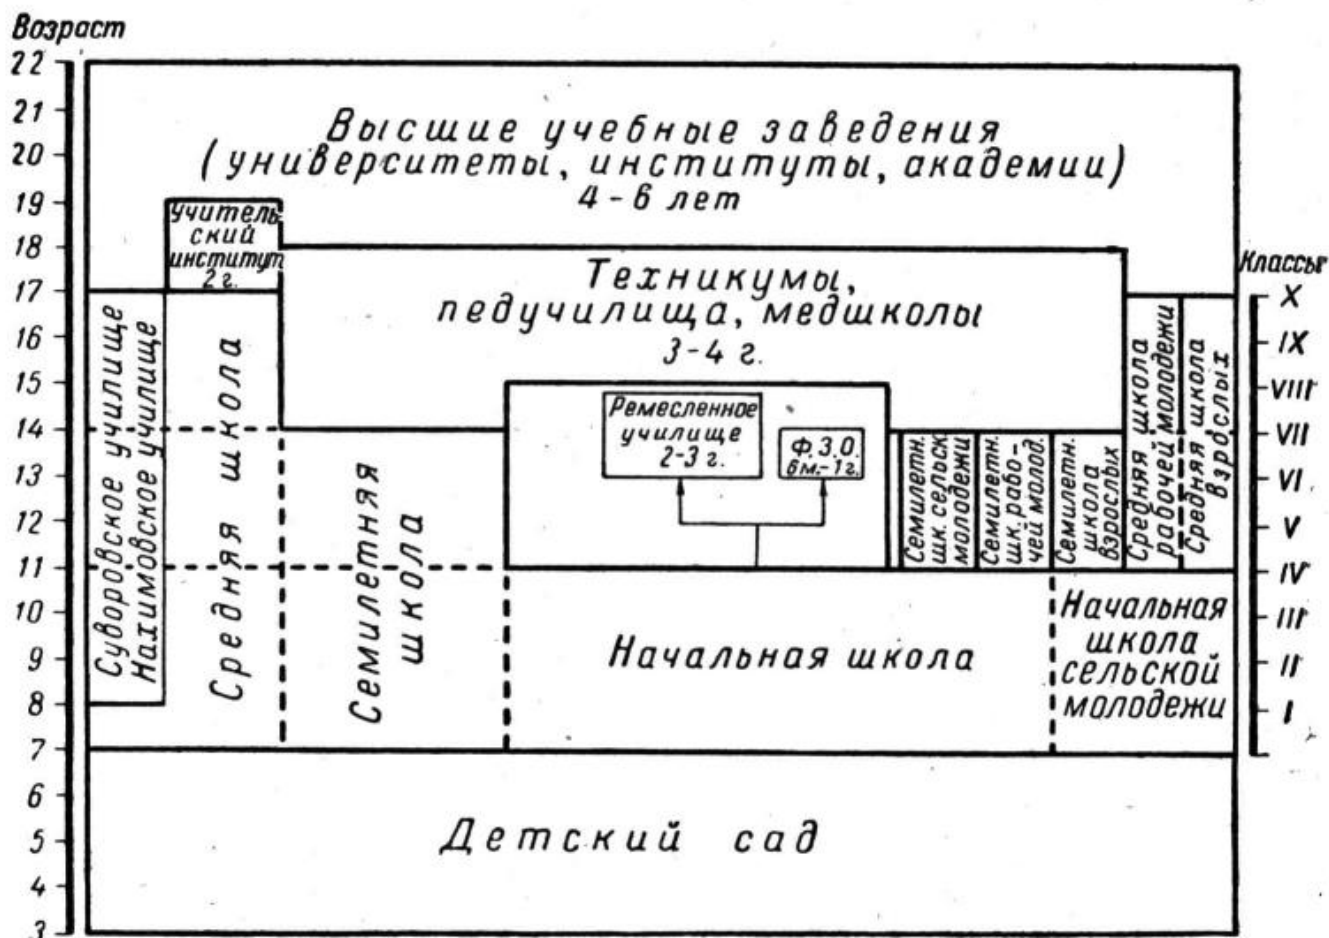 Возраст
22
21
20
19
18
17
16
15
14
13
12
11
10
9
8
7
6
5
4
3
Высшие учебные заведения
(университеты, институты, академии)
4-6 лет
Учитель-
ский
институт
2 г.
Техникумы,
педучилища, медшколы
3-4 г.
Суворовское училище
Нахимовское училище
Средняя школа
Семилетняя
школа
Ремесленное
училище
2-3 г.
Ф.З.О.
6м.-1г.
Семилетн.
шк. сельск.
молодежи
Семилетн.
шк. рабо-
чей молод.
Семилетн.
школа
взрослых
Средняя школа
рабочей молодежи
Средняя школа
взрослых
Начальная школа
Начальная
школа
сельской
молодежи
Детский сад
Классы
X
IX
VIII
VII
VI
V
IV
III
II
I